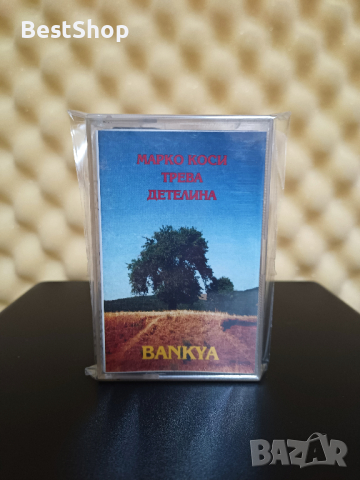 BestShop
МАРКО КОСИ
ТРЕВА
ДЕТЕЛИНА
BANKYA
BAZAR